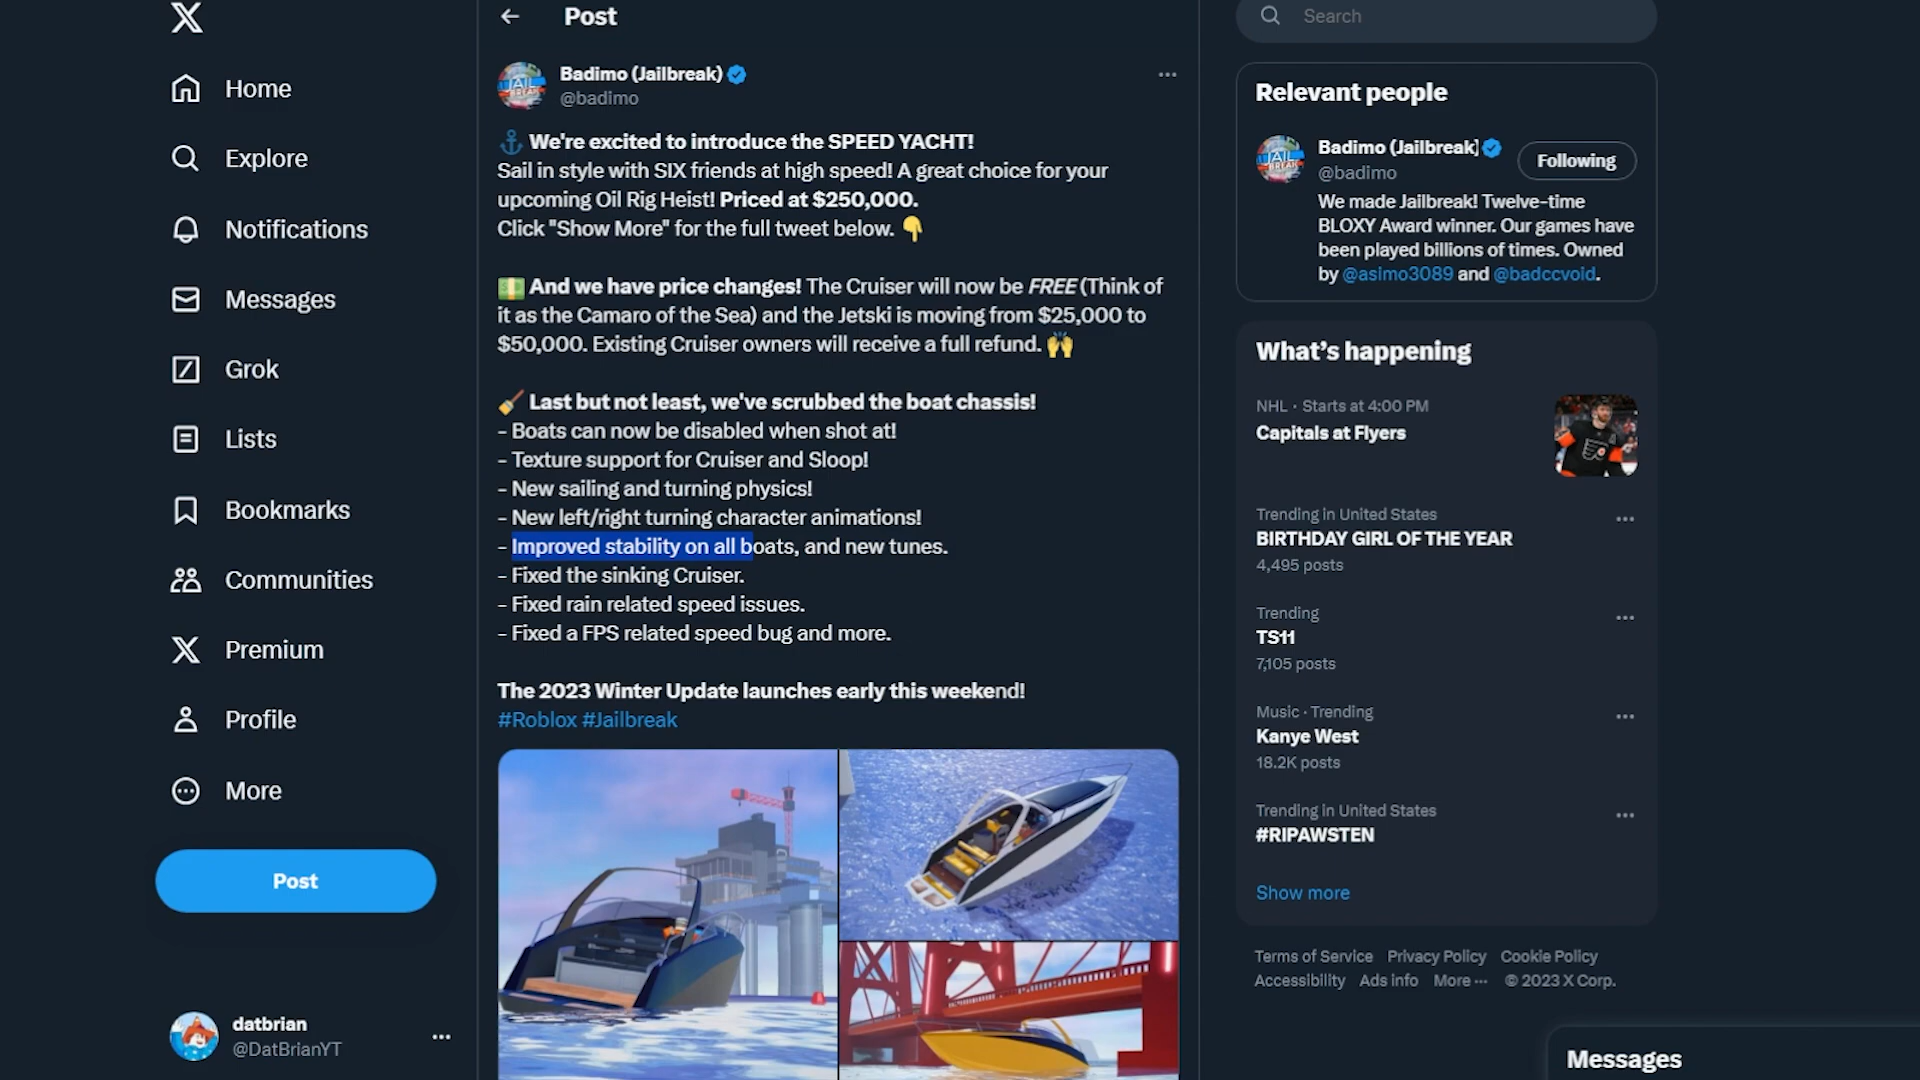 Home
Explore
Notifications
Messages
Grok
Lists
Bookmarks
Communities
Premium
Profile
More
Post
datbrian
@DatBrianYT
Post
Badimo (Jailbreak)
@badimo
We're excited to introduce the SPEED YACHT!
Sail in style with SIX friends at high speed! A great choice for your
upcoming Oil Rig Heist! Priced at $250,000.
Click "Show More" for the full tweet below.
And we have price changes! The Cruiser will now be FREE (Think of
it as the Camaro of the Sea) and the Jetski is moving from $25,000 to
$50,000. Existing Cruiser owners will receive a full refund.
Last but not least, we've scrubbed the boat chassis!
– Boats can now be disabled when shot at!
– Texture support for Cruiser and Sloop!
– New sailing and turning physics!
– New left/right turning character animations!
– Improved stability on all boats, and new tunes.
– Fixed the sinking Cruiser.
– Fixed rain related speed issues.
– Fixed a FPS related speed bug and more.
The 2023 Winter Update launches early this weekend!
#Roblox #Jailbreak
Search
Relevant people
Badimo (Jailbreak)
@badimo
Following
We made Jailbreak! Twelve-time
BLOXY Award winner. Our games have
been played billions of times. Owned
by @asimo3089 and @badccvoid.
What's happening
NHL · Starts at 4:00 PM
Capitals at Flyers
Trending in United States
BIRTHDAY GIRL OF THE YEAR
4,495 posts
Trending
TS11
7,105 posts
Music · Trending
Kanye West
18.2K posts
Trending in United States
#RIPAWSTEN
Show more
Terms of Service Privacy Policy Cookie Policy
Accessibility Ads info More ··· © 2023 X Corp.
Messages